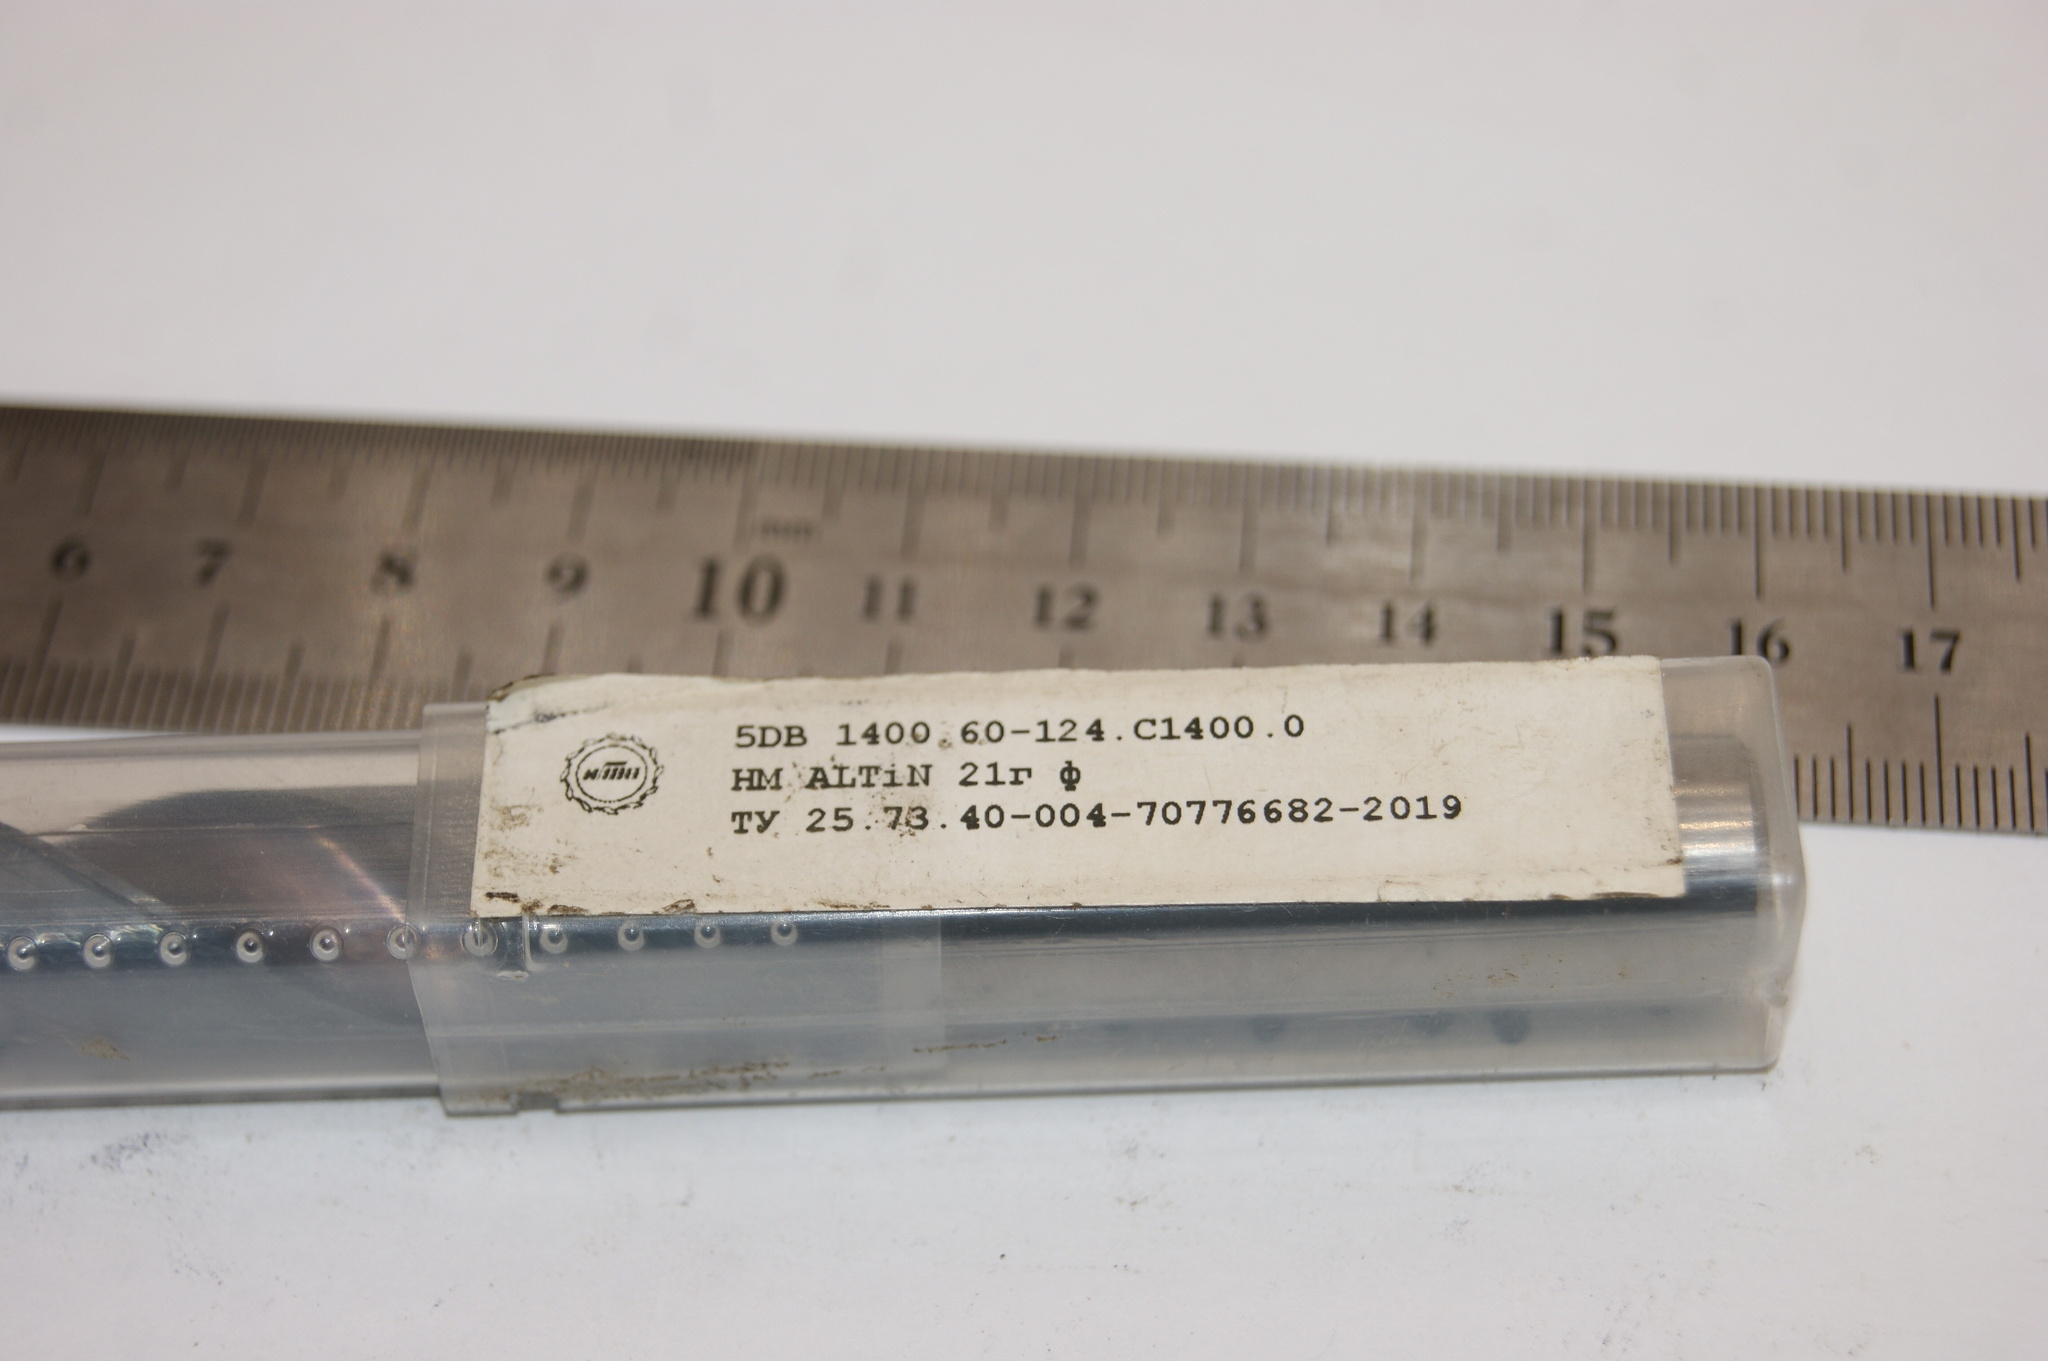 6 7 8 9 10 11 12 13 14 15 16 17
5DB 1400.60-124.C1400.0
HM ALTiN 21г ф
ТУ 25.73.40-004-70776682-2019